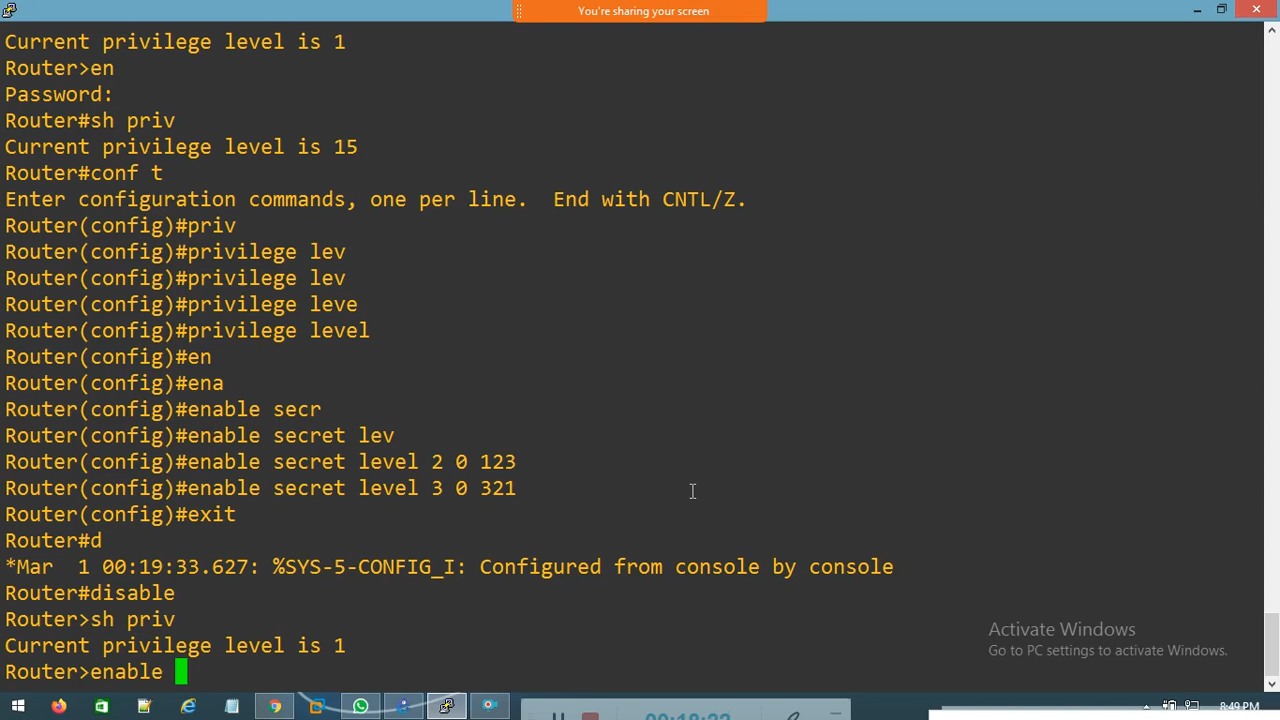 You're sharing your screen
Current privilege level is 1
Router>en
Password:
Router#sh priv
Current privilege level is 15
Router#conf t
Enter configuration commands, one per line.  End with CNTL/Z.
Router(config)#priv
Router(config)#privilege lev
Router(config)#privilege lev
Router(config)#privilege leve
Router(config)#privilege level
Router(config)#en
Router(config)#ena
Router(config)#enable secr
Router(config)#enable secret lev
Router(config)#enable secret level 2 0 123
Router(config)#enable secret level 3 0 321
Router(config)#exit
Router#d
*Mar  1 00:19:33.627: %SYS-5-CONFIG_I: Configured from console by console
Router#disable
Router>sh priv
Current privilege level is 1
Router>enable
Activate Windows
Go to PC settings to activate Windows.
8:49 PM